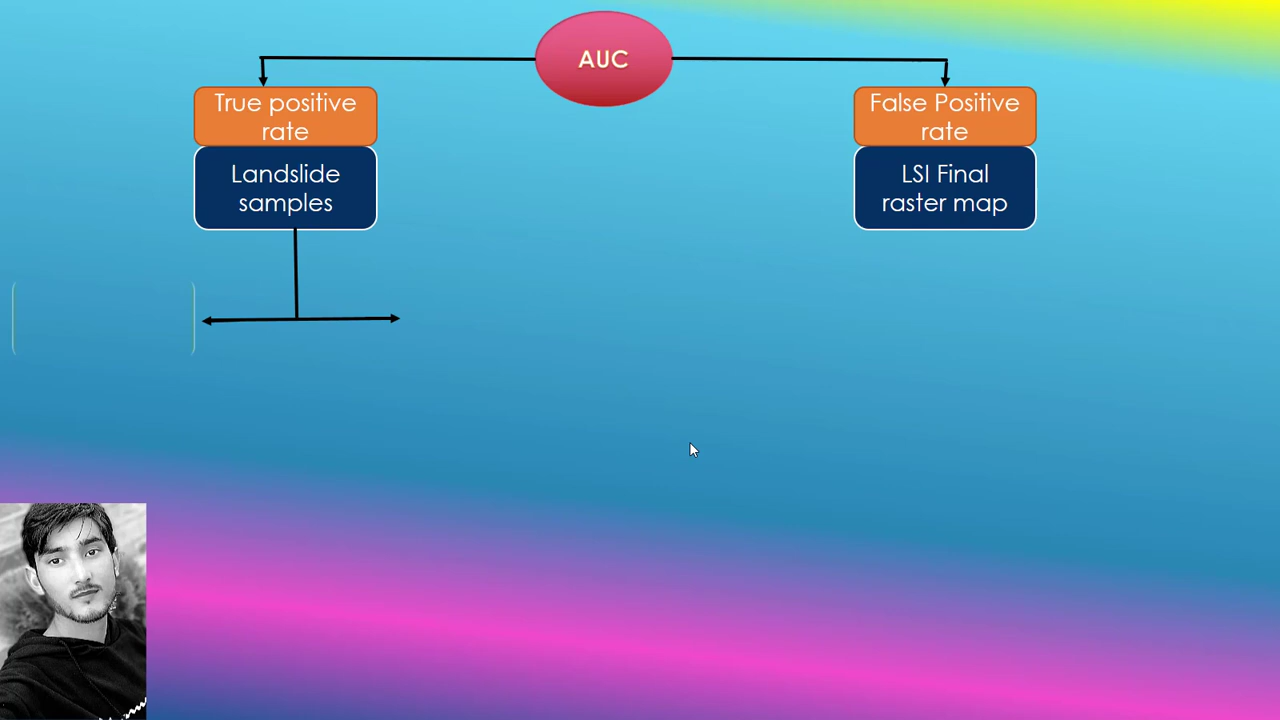 AUC
True positive
rate
Landslide
samples
False Positive
rate
LSI Final
raster map